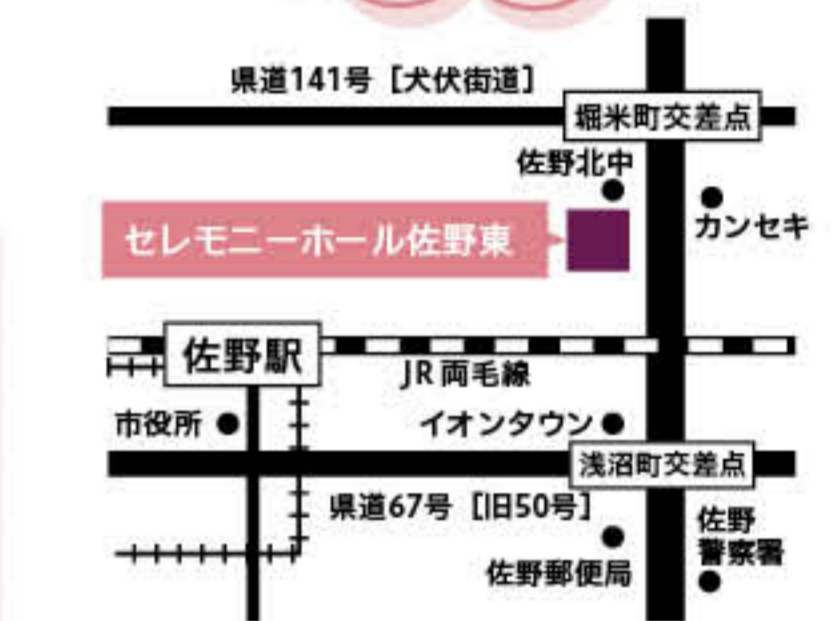 県道141号［犬伏街道］
堀米町交差点
佐野北中
カンセキ
セレモニーホール佐野東
佐野駅
JR両毛線
市役所
イオンタウン
浅沼町交差点
県道67号［旧50号］
佐野
警察署
佐野郵便局